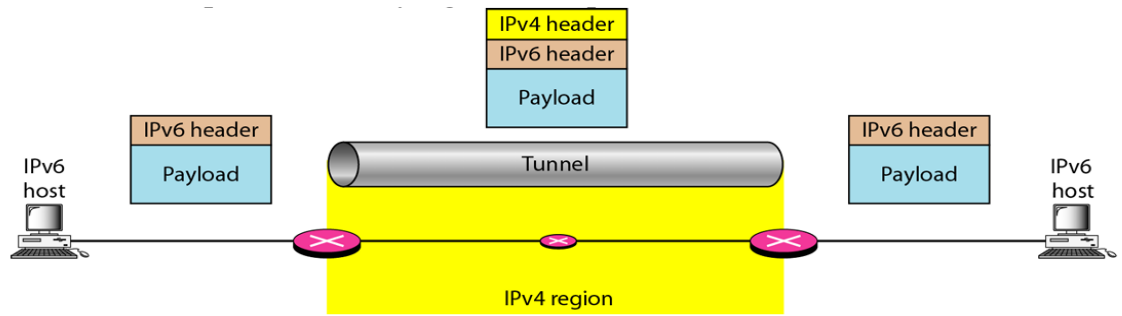 IPv4 header
IPv6 header
Payload
IPv6 header
Payload
IPv6 header
Payload
IPv6
host
Tunnel
IPv6
host
IPv4 region